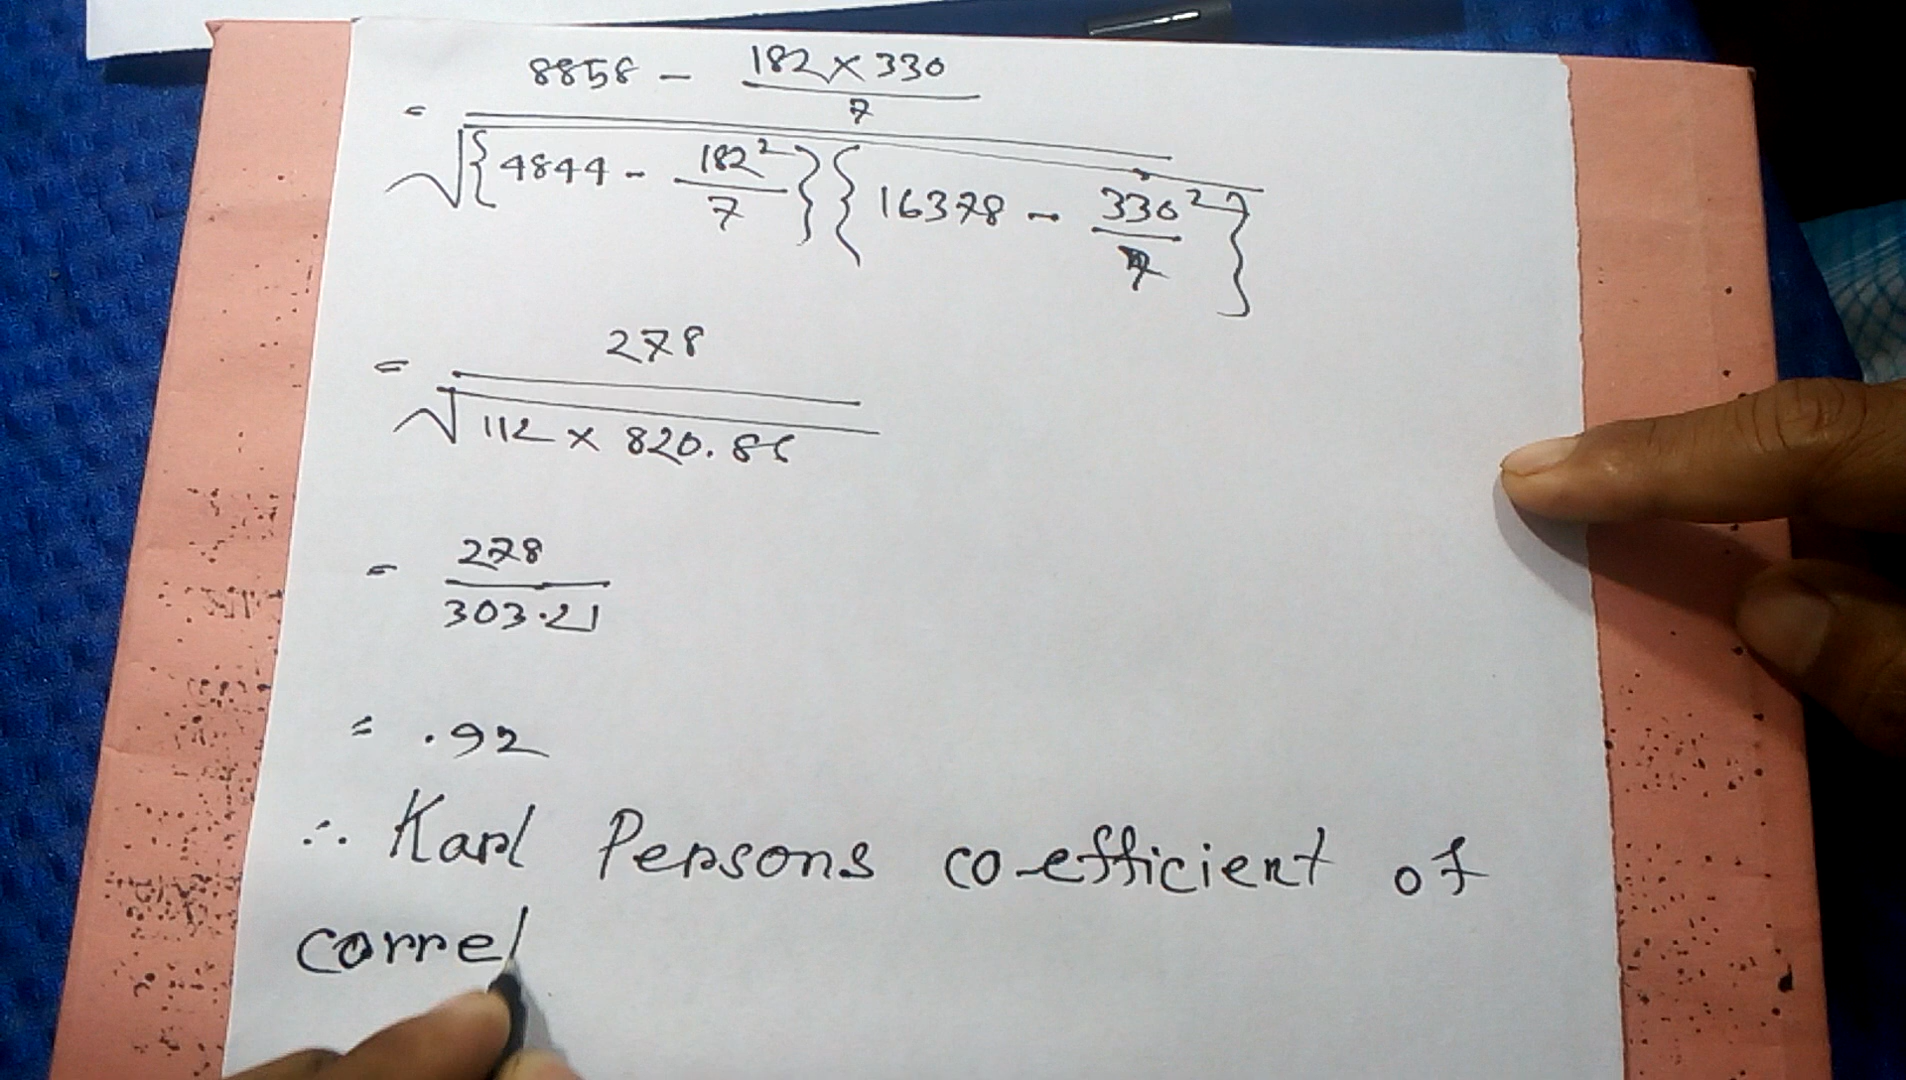 8858 - 182 × 330
7
=
√{4844 - 182²/7}{16378 - 330²/7}
278
=
√112 × 820.86
= 278
303.21
= .92
∴ Karl Persons co-efficient of
correl